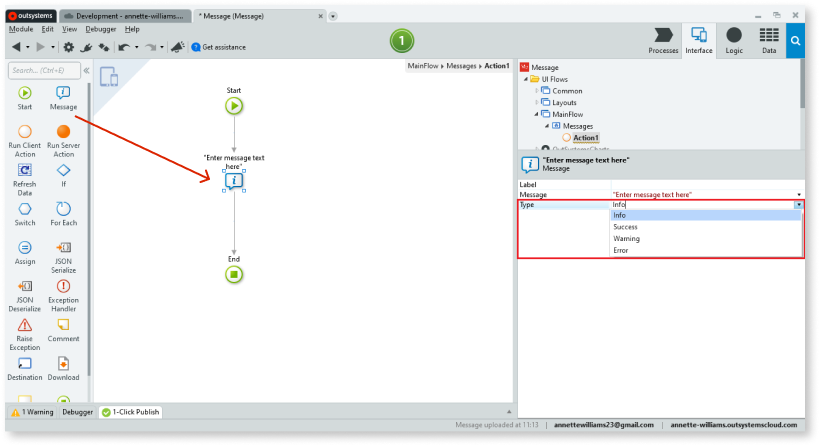 outsystems
Development - annette-williams....
* Message (Message)
Module Edit View Debugger Help
Get assistance
1
Processes
Interface
Logic
Data
Search... (Ctrl+E)
Start
Message
Run Client
Action
Run Server
Action
Refresh
Data
If
Switch
For Each
Assign
JSON
Serialize
JSON
Deserialize
Exception
Handler
Raise
Exception
Comment
Destination
Download
MainFlow Messages Action1
Start
"Enter message text
here"
End
Message
UI Flows
Common
Layouts
MainFlow
Messages
Action1
OutSystemsCharts
"Enter message text here"
Message
Label
Message "Enter message text here"
Type Info
Info
Success
Warning
Error
1 Warning Debugger 1-Click Publish
Message uploaded at 11:13 | annettewilliams23@gmail.com | annette-williams.outsystemscloud.com